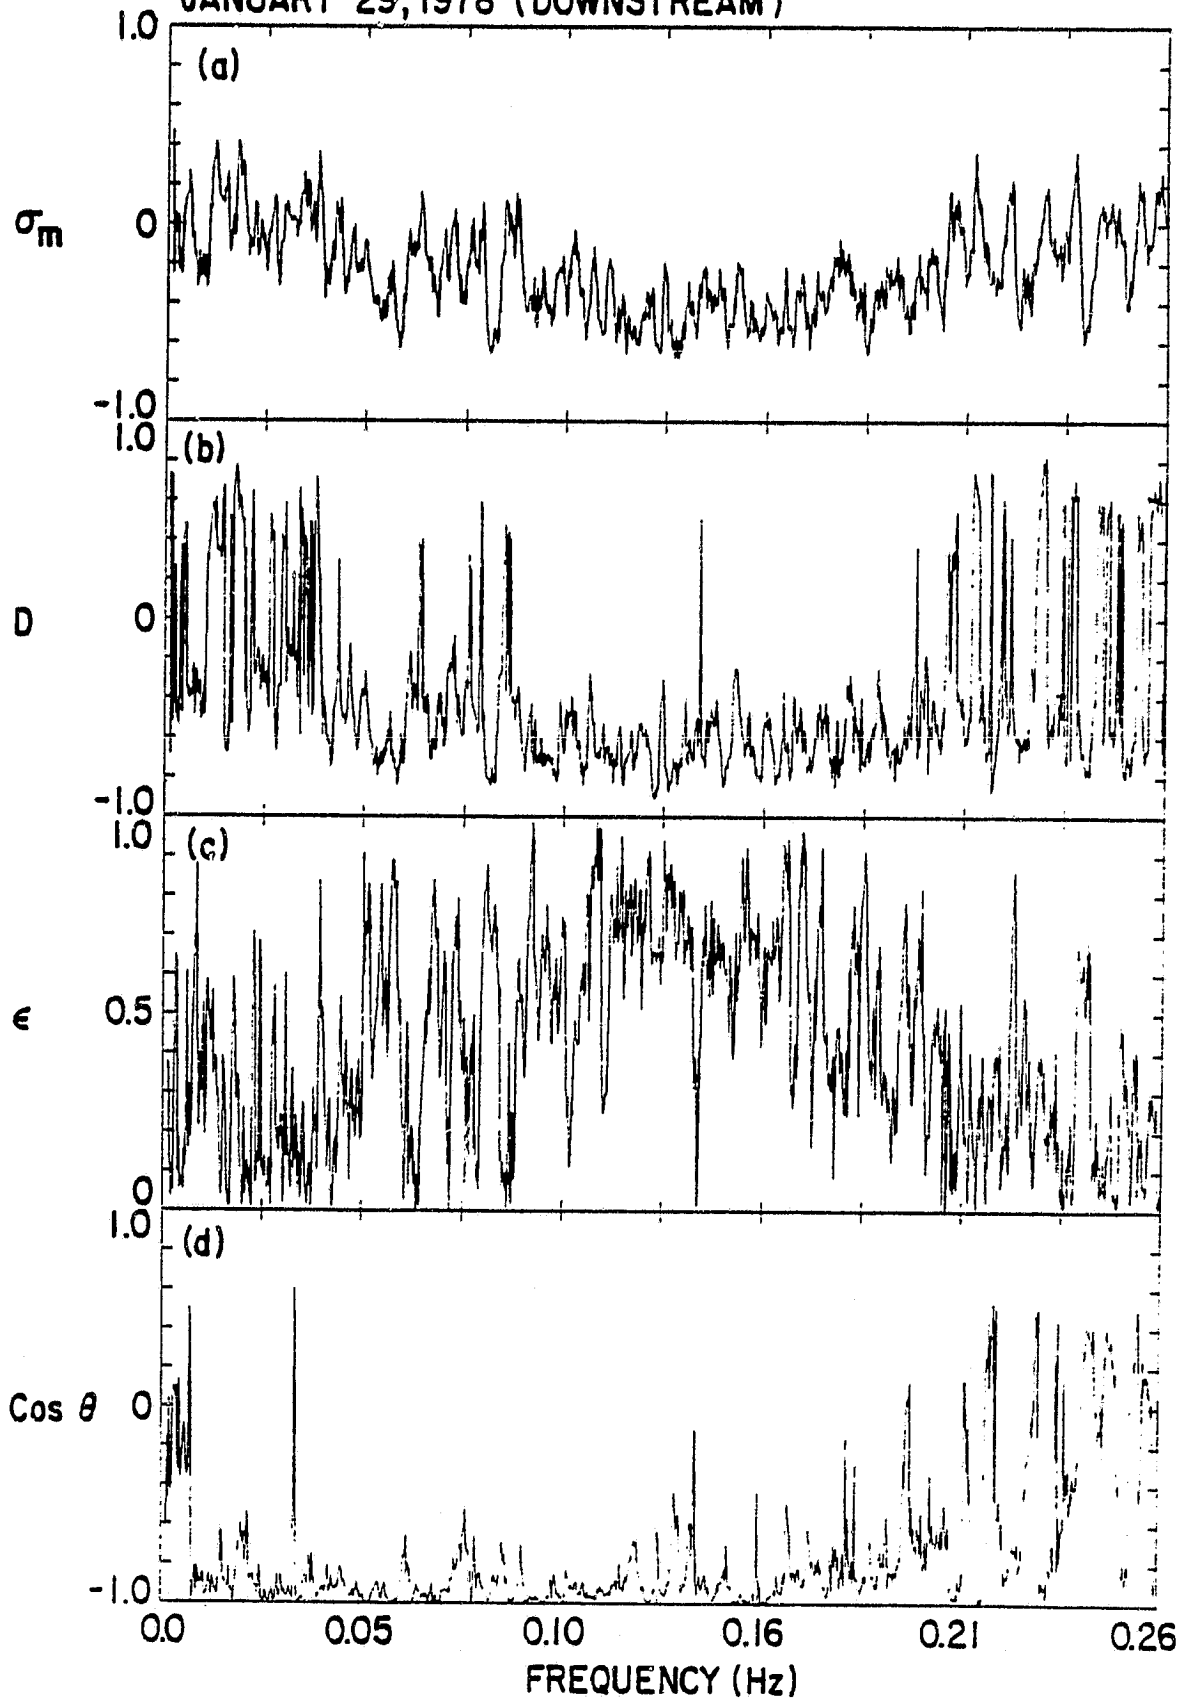 JANUARY 29, 1978 (DOWNSTREAM)
1.0
(a)
σm
0
-1.0
1.0
(b)
D
0
-1.0
1.0
(c)
ϵ
0.5
0
1.0
(d)
Cos θ
0
-1.0
0.0 0.05 0.10 0.16 0.21 0.26
FREQUENCY (Hz)